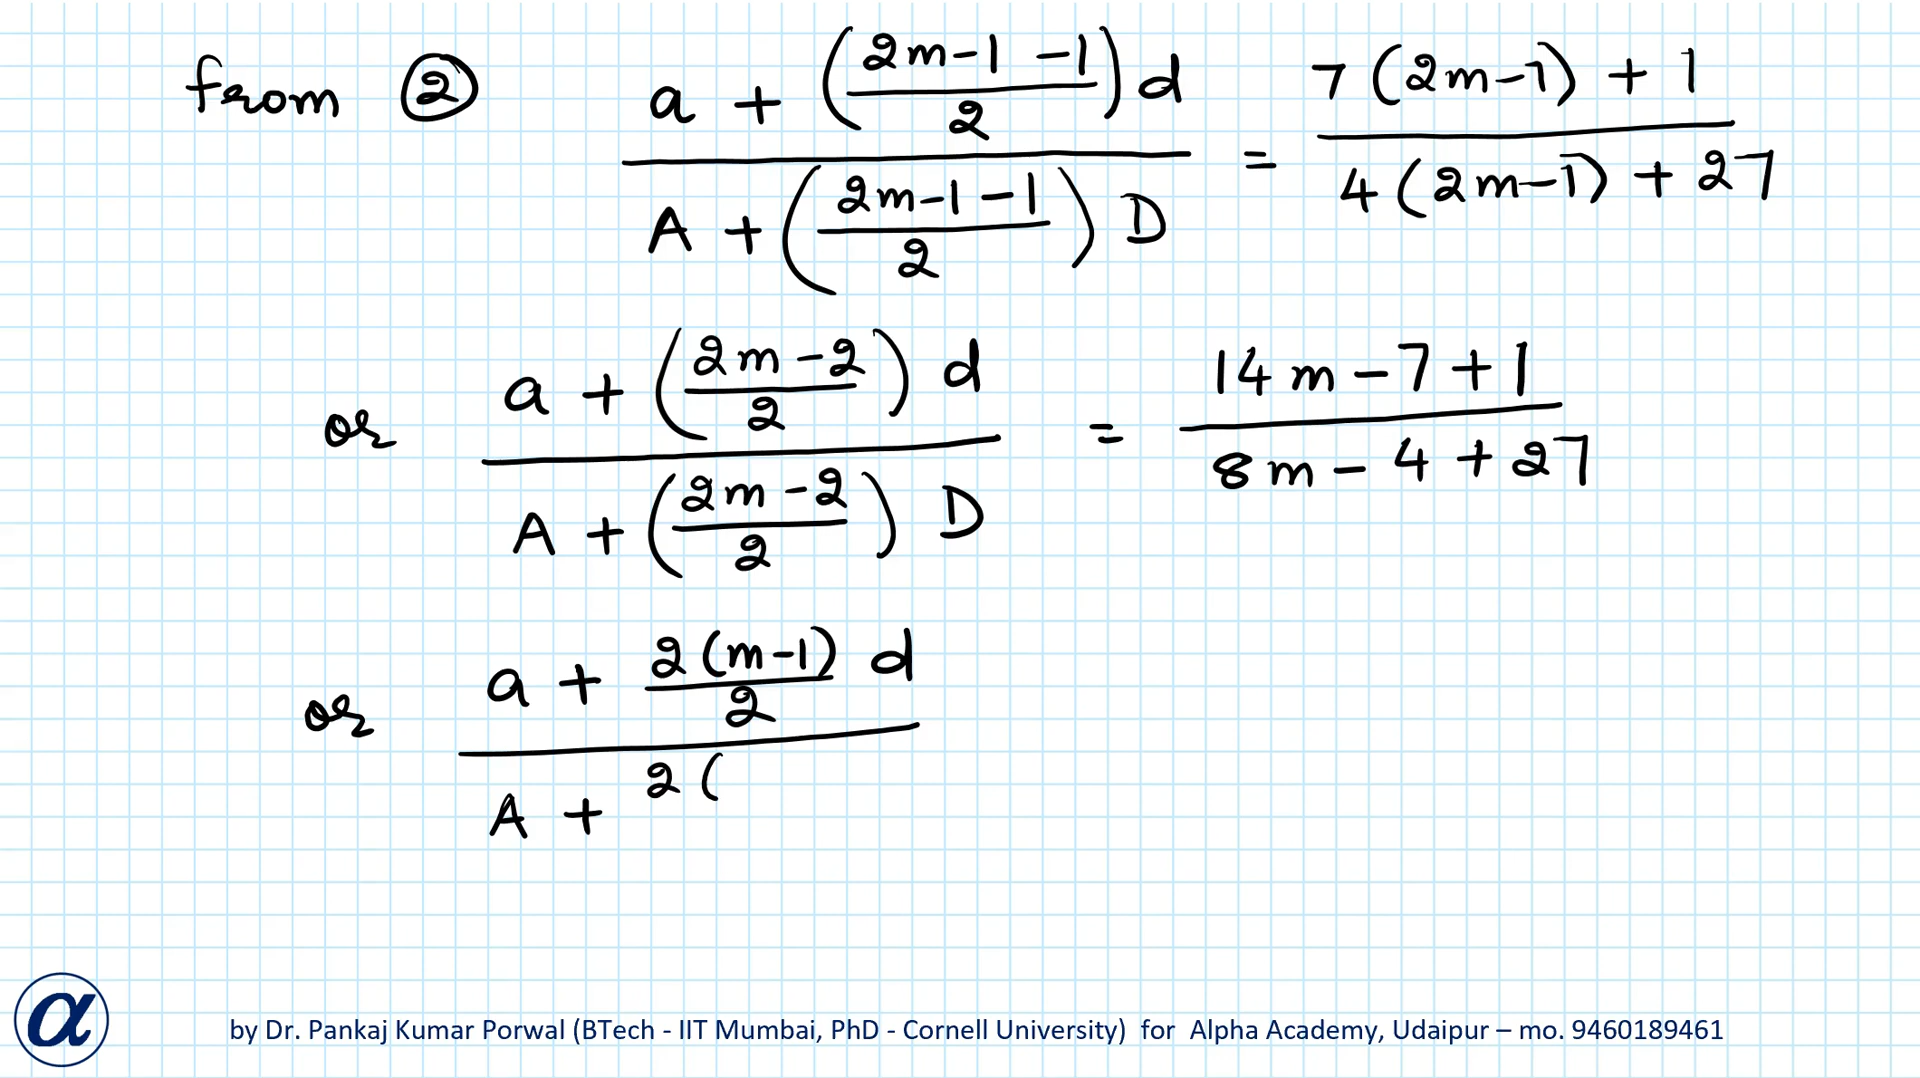 from ② (a + ((2m-1 -1)/2) d) / (A + ((2m-1-1)/2) D) = (7(2m-1) + 1) / (4(2m-1) + 27)
or (a + ((2m-2)/2) d) / (A + ((2m-2)/2) D) = (14m-7+1) / (8m-4+27)
or (a + 2(m-1)/2 d) / (A + 2(
α by Dr. Pankaj Kumar Porwal (BTech - IIT Mumbai, PhD - Cornell University) for Alpha Academy, Udaipur – mo. 9460189461